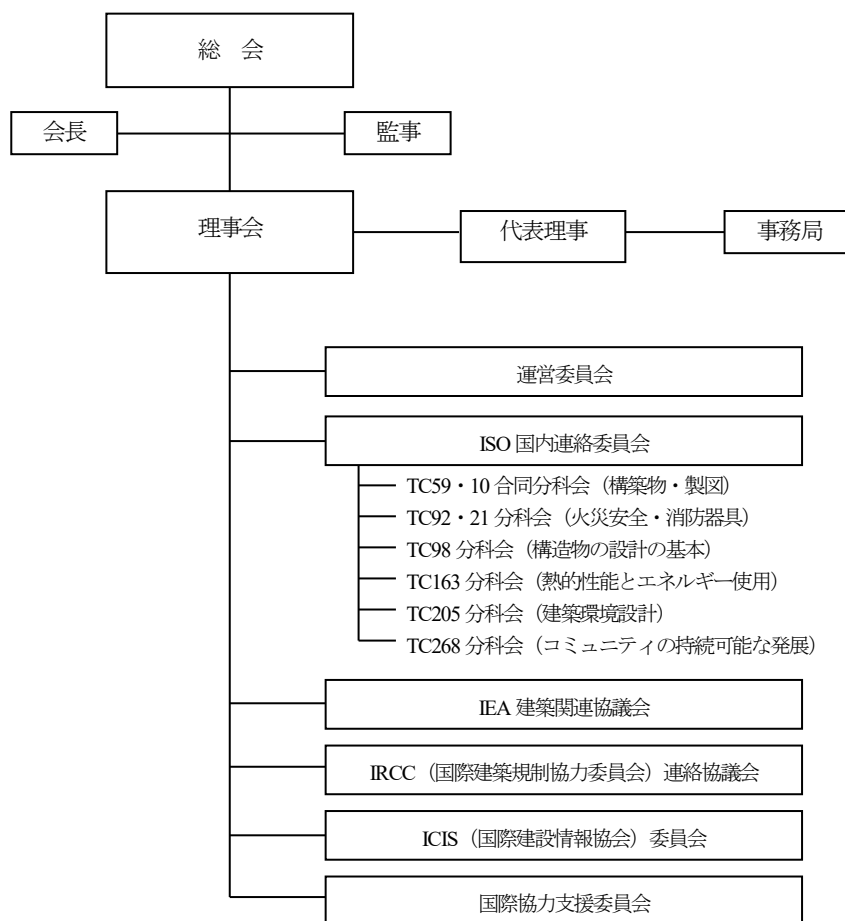 総　会
会長
監事
理事会
代表理事
事務局
運営委員会
ISO 国内連絡委員会
TC59・10 合同分科会（構築物・製図）
TC92・21 分科会（火災安全・消防器具）
TC98 分科会（構造物の設計の基本）
TC163 分科会（熱的性能とエネルギー使用）
TC205 分科会（建築環境設計）
TC268 分科会（コミュニティの持続可能な発展）
IEA 建築関連協議会
IRCC（国際建築規制協力委員会）連絡協議会
ICIS（国際建設情報協会）委員会
国際協力支援委員会